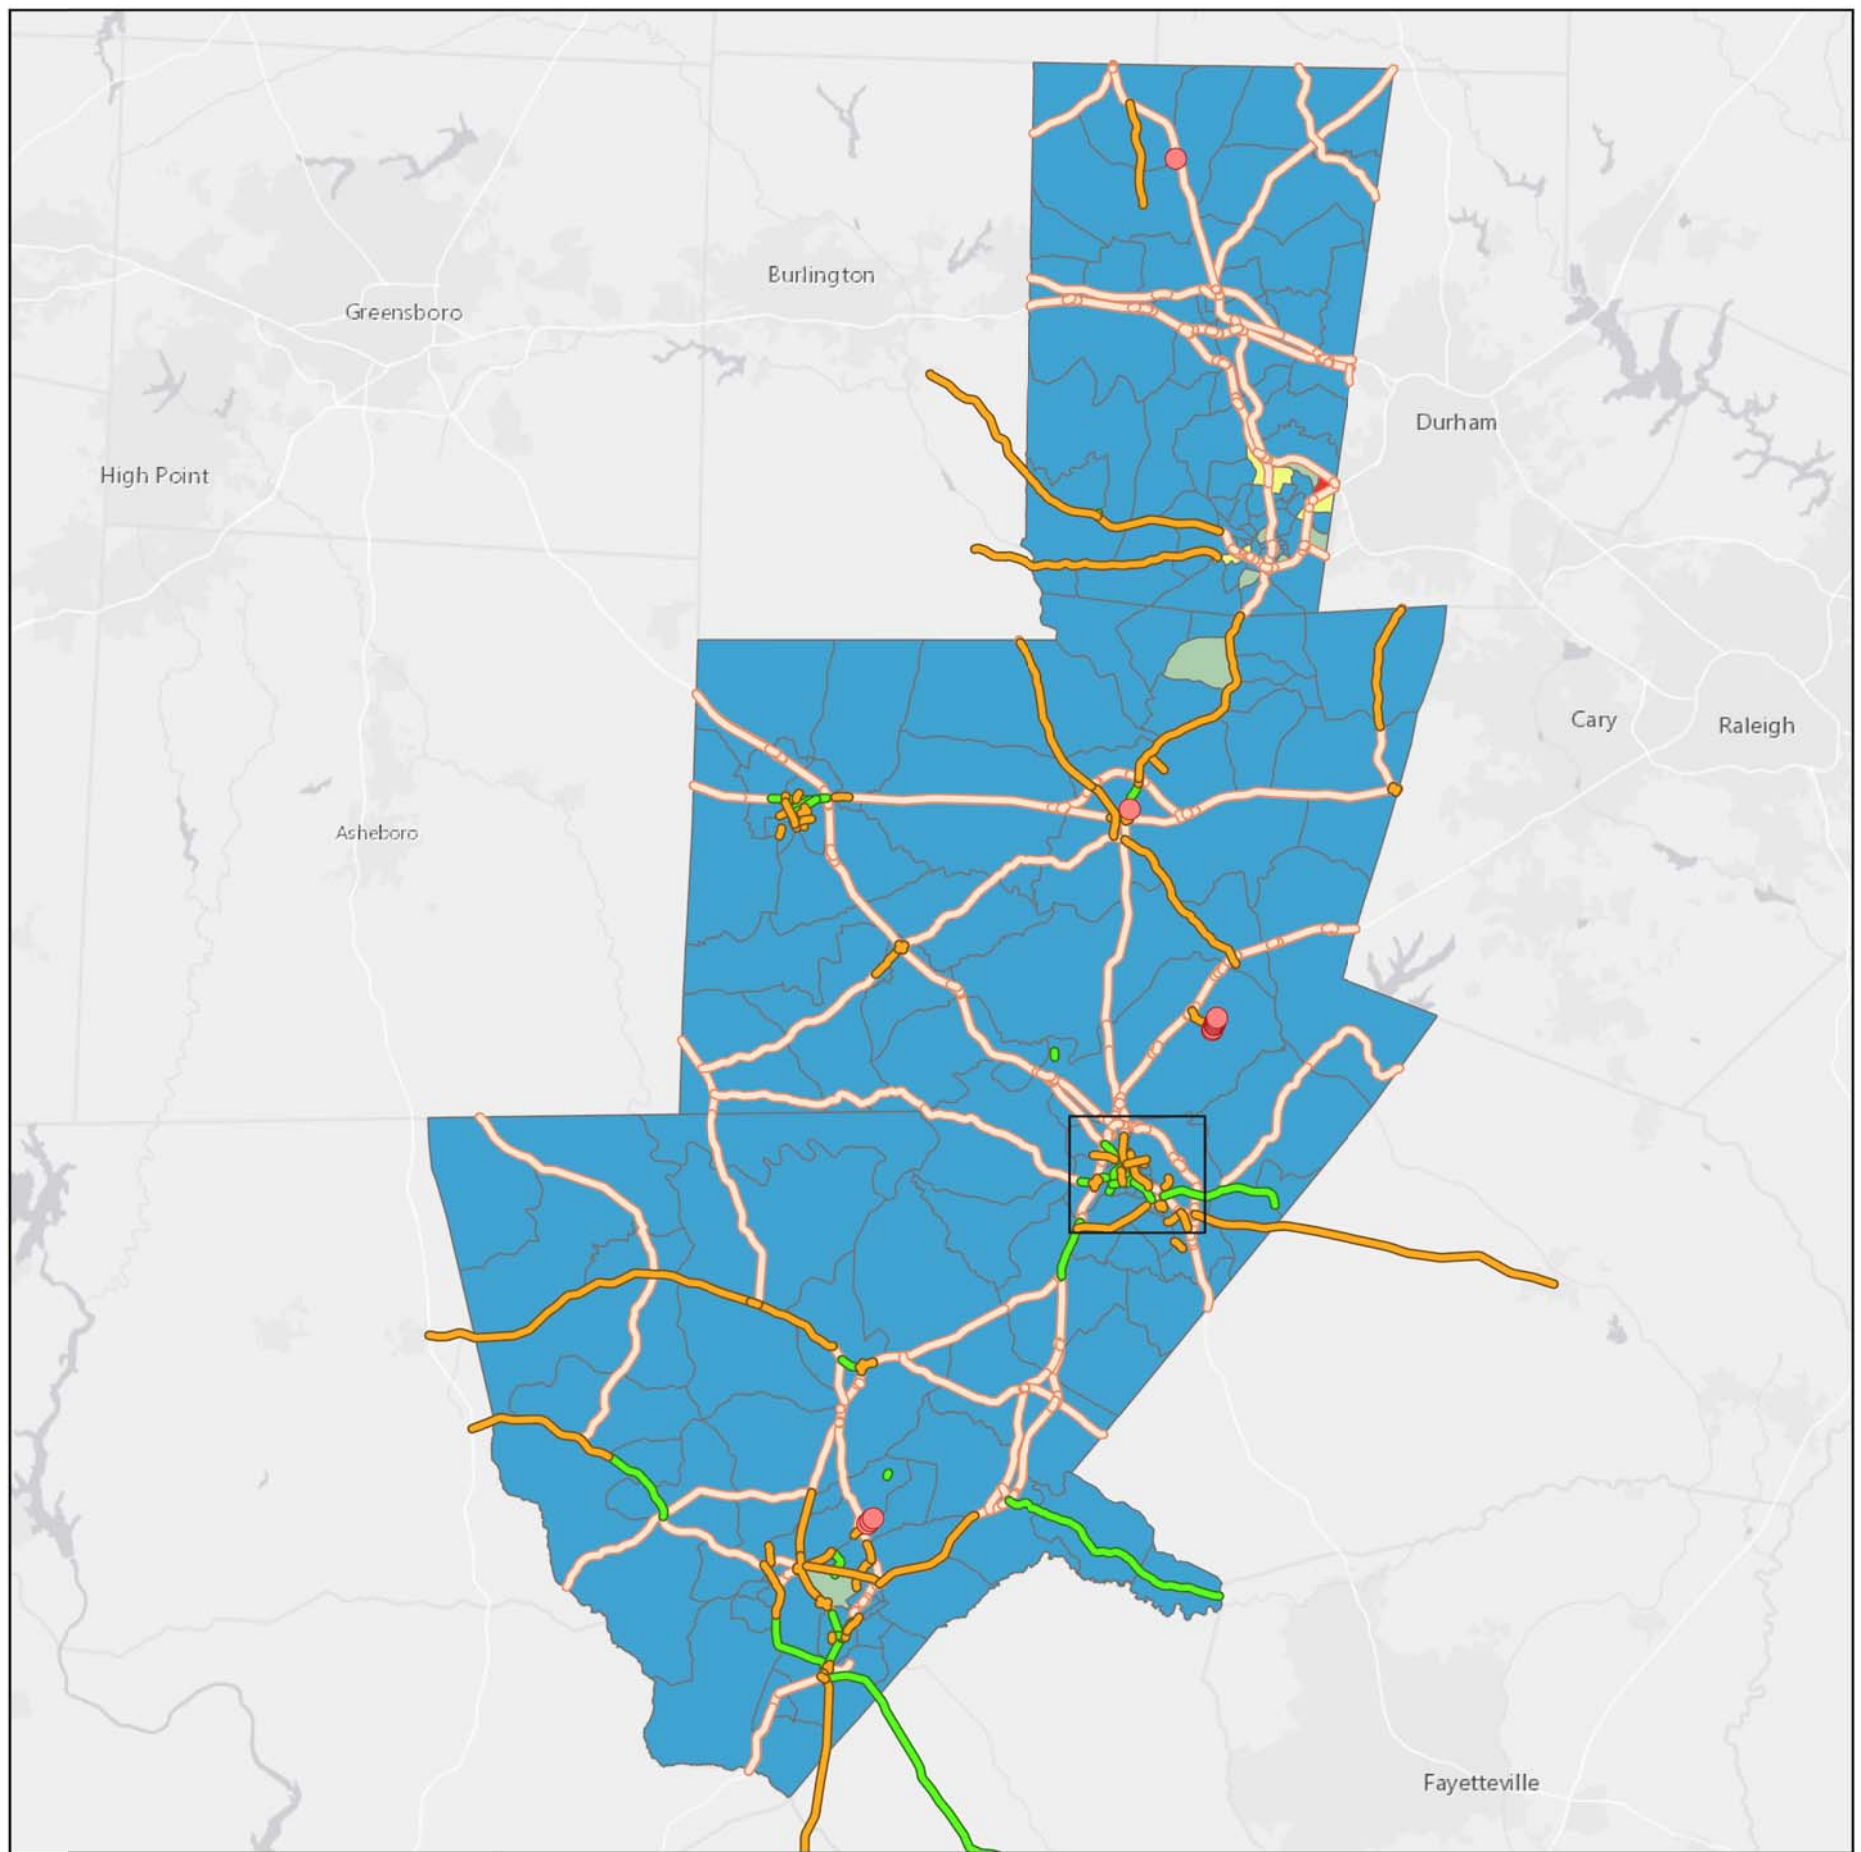 Burlington
Greensboro
Durham
High Point
Cary
Raleigh
Asheboro
Fayetteville